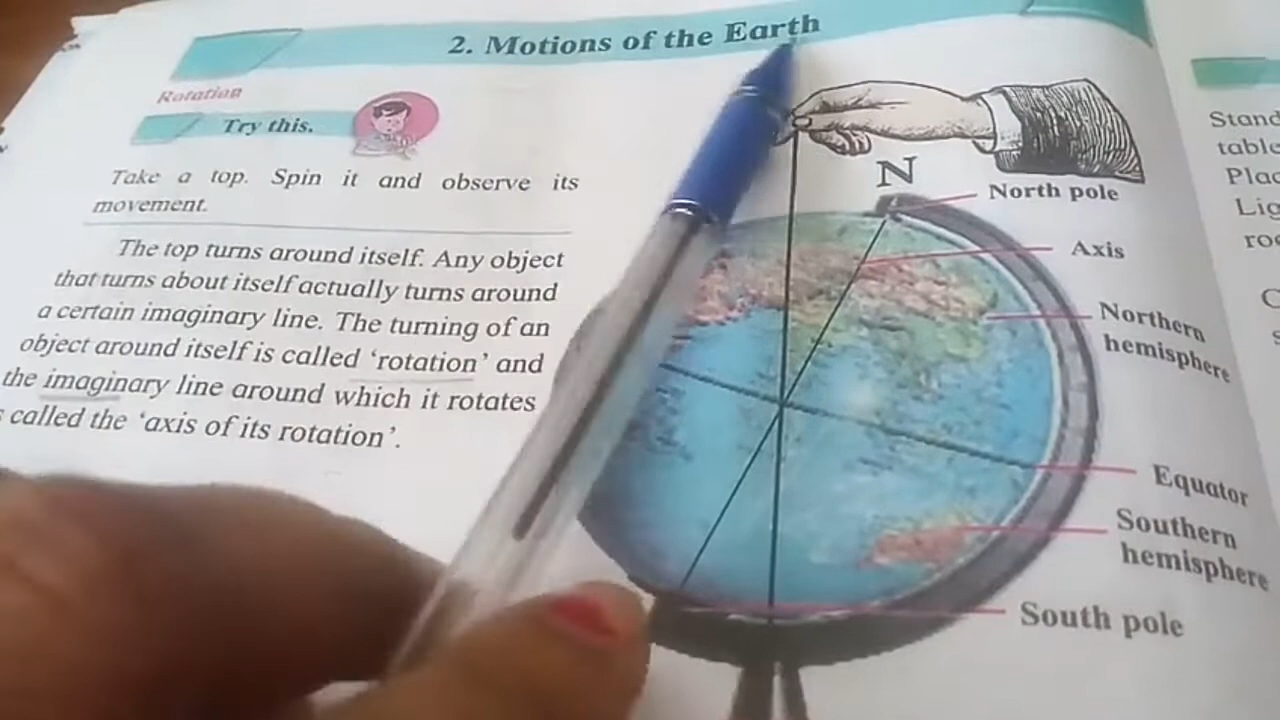 2. Motions of the Earth
Rotation
Try this.
Take a top. Spin it and observe its
movement.
The top turns around itself. Any object
that turns about itself actually turns around
a certain imaginary line. The turning of an
object around itself is called ‘rotation’ and
the imaginary line around which it rotates
called the ‘axis of its rotation’.
N
North pole
Axis
Northern
hemisphere
Equator
Southern
hemisphere
South pole